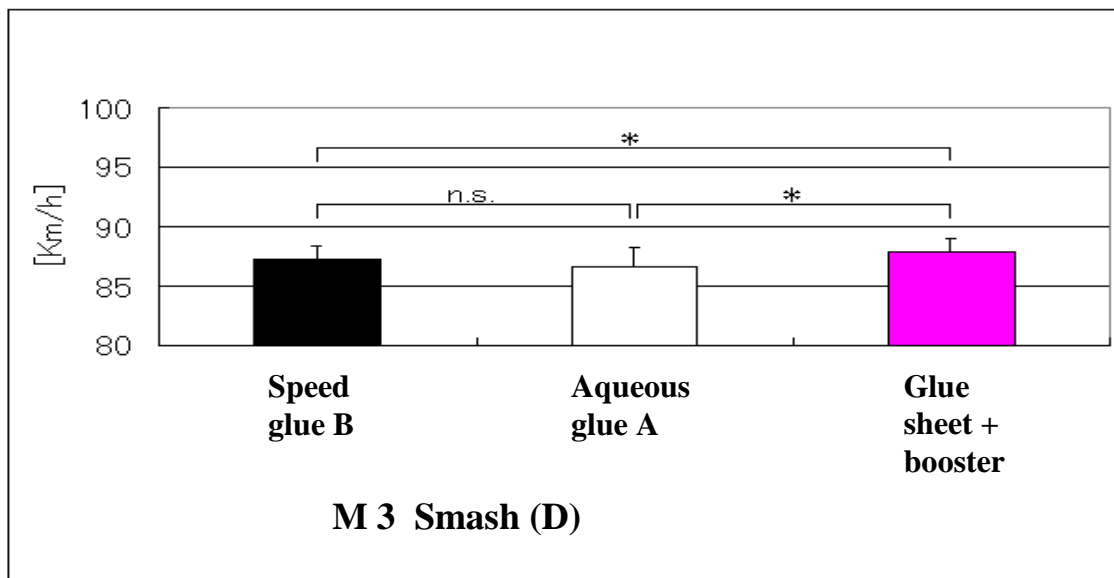 100
*
95
n.s.
*
90
85
80
[Km/h]
Speed
glue B
Aqueous
glue A
Glue
sheet +
booster
M 3 Smash (D)